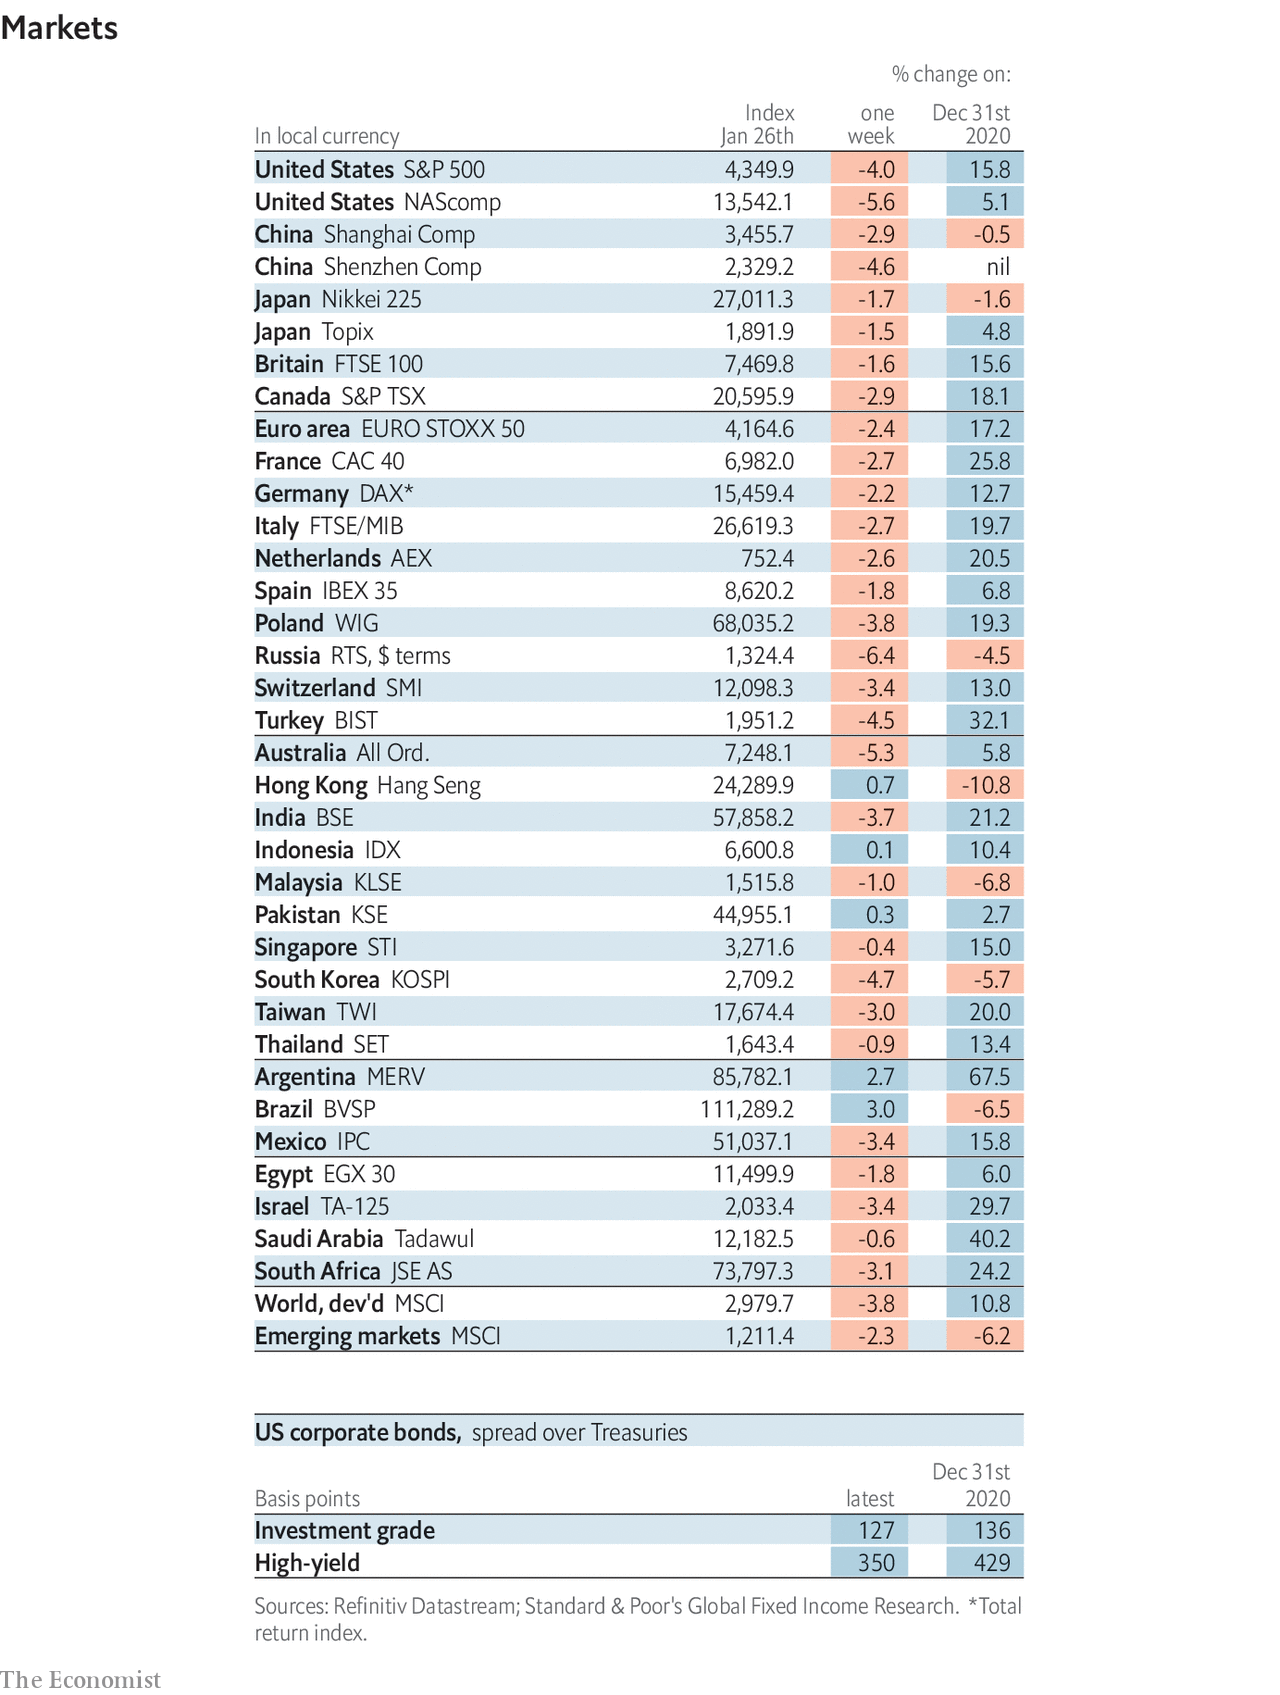 Markets
% change on:
Index one Dec 31st
In local currency Jan 26th week 2020
United States S&P 500 4,349.9 -4.0 15.8
United States NAScomp 13,542.1 -5.6 5.1
China Shanghai Comp 3,455.7 -2.9 -0.5
China Shenzhen Comp 2,329.2 -4.6 nil
Japan Nikkei 225 27,011.3 -1.7 -1.6
Japan Topix 1,891.9 -1.5 4.8
Britain FTSE 100 7,469.8 -1.6 15.6
Canada S&P TSX 20,595.9 -2.9 18.1
Euro area EURO STOXX 50 4,164.6 -2.4 17.2
France CAC 40 6,982.0 -2.7 25.8
Germany DAX* 15,459.4 -2.2 12.7
Italy FTSE/MIB 26,619.3 -2.7 19.7
Netherlands AEX 752.4 -2.6 20.5
Spain IBEX 35 8,620.2 -1.8 6.8
Poland WIG 68,035.2 -3.8 19.3
Russia RTS, $ terms 1,324.4 -6.4 -4.5
Switzerland SMI 12,098.3 -3.4 13.0
Turkey BIST 1,951.2 -4.5 32.1
Australia All Ord. 7,248.1 -5.3 5.8
Hong Kong Hang Seng 24,289.9 0.7 -10.8
India BSE 57,858.2 -3.7 21.2
Indonesia IDX 6,600.8 0.1 10.4
Malaysia KLSE 1,515.8 -1.0 -6.8
Pakistan KSE 44,955.1 0.3 2.7
Singapore STI 3,271.6 -0.4 15.0
South Korea KOSPI 2,709.2 -4.7 -5.7
Taiwan TWI 17,674.4 -3.0 20.0
Thailand SET 1,643.4 -0.9 13.4
Argentina MERV 85,782.1 2.7 67.5
Brazil BVSP 111,289.2 3.0 -6.5
Mexico IPC 51,037.1 -3.4 15.8
Egypt EGX 30 11,499.9 -1.8 6.0
Israel TA-125 2,033.4 -3.4 29.7
Saudi Arabia Tadawul 12,182.5 -0.6 40.2
South Africa JSE AS 73,797.3 -3.1 24.2
World, dev'd MSCI 2,979.7 -3.8 10.8
Emerging markets MSCI 1,211.4 -2.3 -6.2
US corporate bonds, spread over Treasuries
Dec 31st
Basis points latest 2020
Investment grade 127 136
High-yield 350 429
Sources: Refinitiv Datastream; Standard & Poor's Global Fixed Income Research. *Total
return index.
The Economist